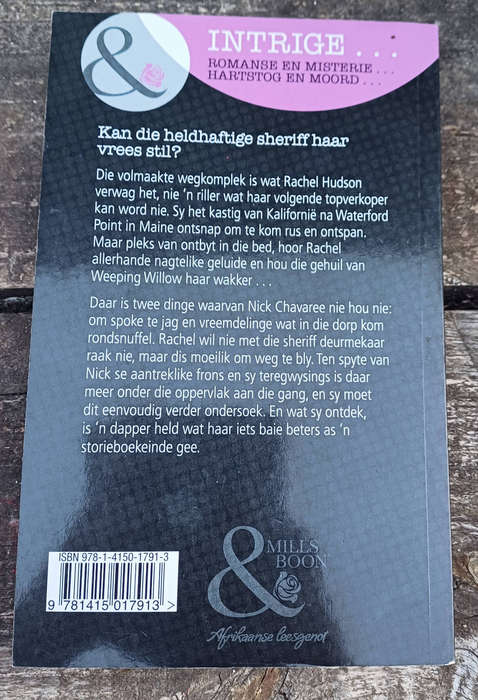 &
INTRIGE . . .
ROMANSE EN MISTERIE . . .
HARTSTOG EN MOORD . . .
Kan die heldhaftige sheriff haar
vrees stil?
Die volmaakte wegkomplek is wat Rachel Hudson
verwag het, nie 'n riller wat haar volgende topverkoper
kan word nie. Sy het kastig van Kalifornië na Waterford
Point in Maine ontsnap om te kom rus en ontspan.
Maar pleks van ontbyt in die bed, hoor Rachel
allerhande nagtelike geluide en hou die gehuil van
Weeping Willow haar wakker . . .
Daar is twee dinge waarvan Nick Chavaree nie hou nie:
om spoke te jag en vreemdelinge wat in die dorp kom
rondsnuffel. Rachel wil nie met die sheriff deurmekaar
raak nie, maar dis moeilik om weg te bly. Ten spyte van
Nick se aantreklike frons en sy teregwysings is daar
meer onder die oppervlak aan die gang, en sy moet
dit eenvoudig verder ondersoek. En wat sy ontdek,
is 'n dapper held wat haar iets baie beters as 'n
storieboekeinde gee.
ISBN 978-1-4150-1791-3
9 781415 017913 >
& MILLS
BOON
Afrikaanse leesgenot